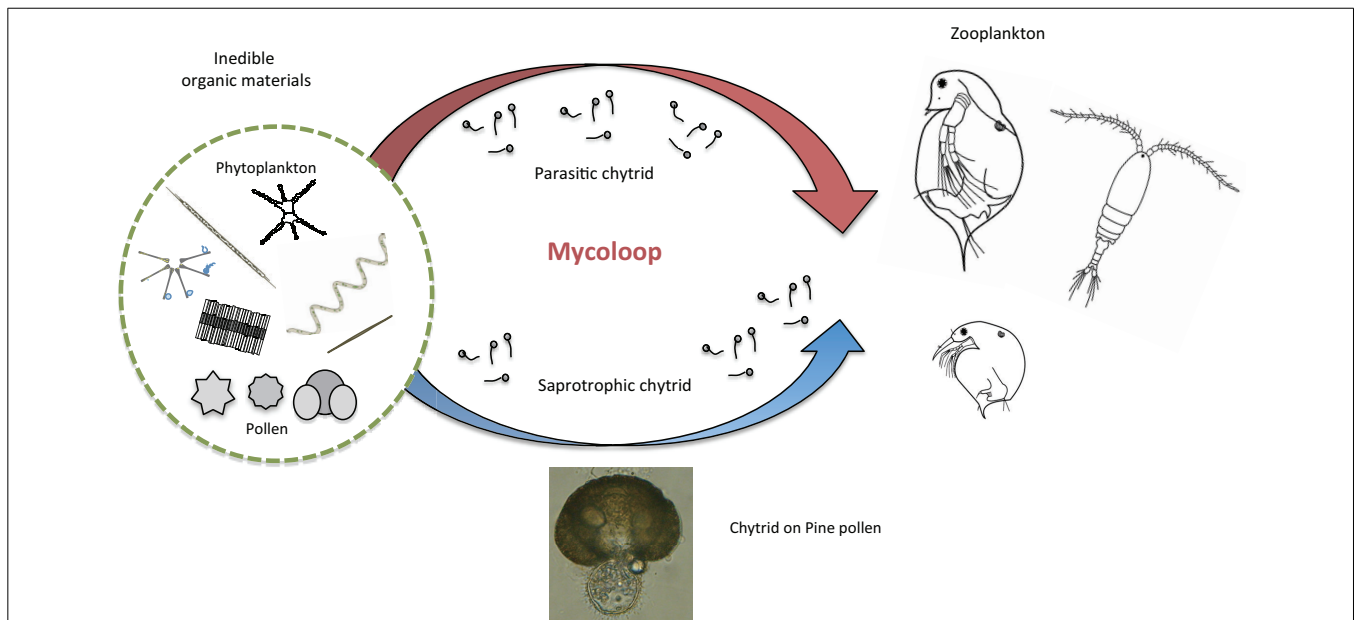 Inedible
organic materials
Zooplankton
Phytoplankton
Parasitic chytrid
Mycoloop
Saprotrophic chytrid
Pollen
Chytrid on Pine pollen